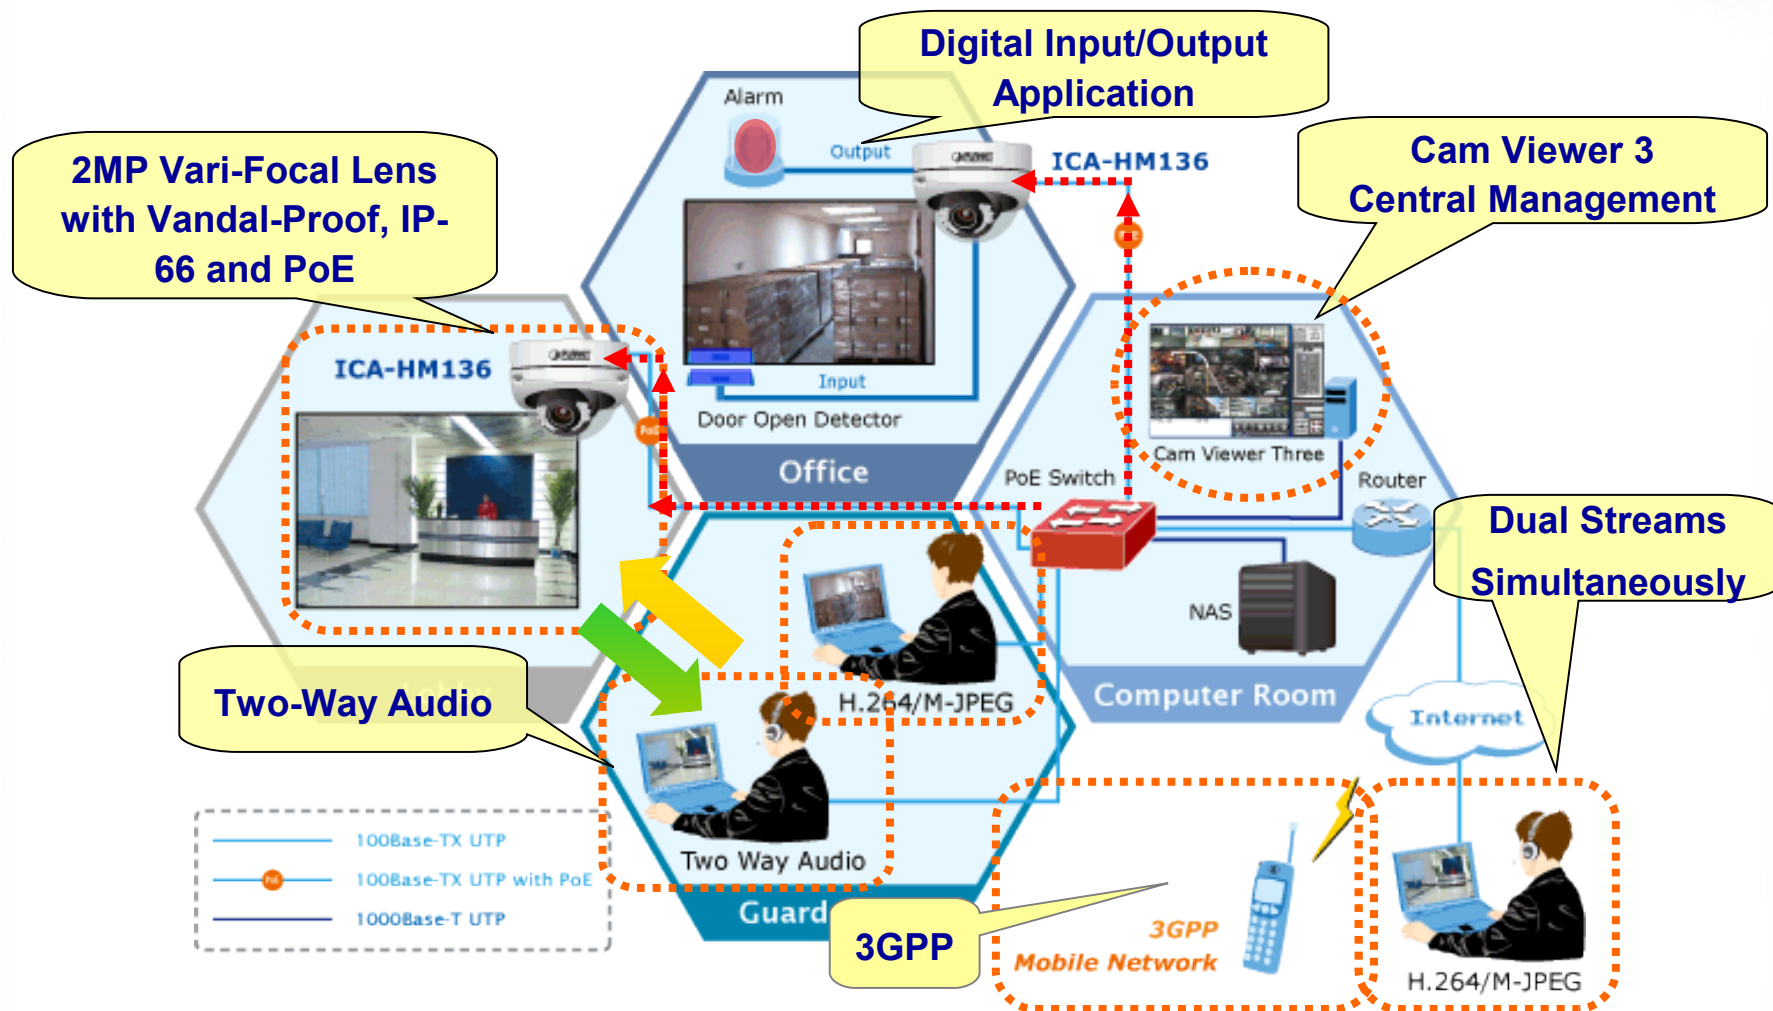 Digital Input/Output
Application
Alarm
Output
ICA-HM136
Cam Viewer 3
Central Management
2MP Vari-Focal Lens
with Vandal-Proof, IP-
66 and PoE
ICA-HM136
PoE
Input
Door Open Detector
Office
Cam Viewer Three
PoE Switch
Router
Dual Streams
Simultaneously
NAS
Two-Way Audio
H.264/M-JPEG
Computer Room
Internet
Two Way Audio
Guard
100Base-TX UTP
PoE
100Base-TX UTP with PoE
1000Base-T UTP
3GPP
3GPP
Mobile Network
H.264/M-JPEG